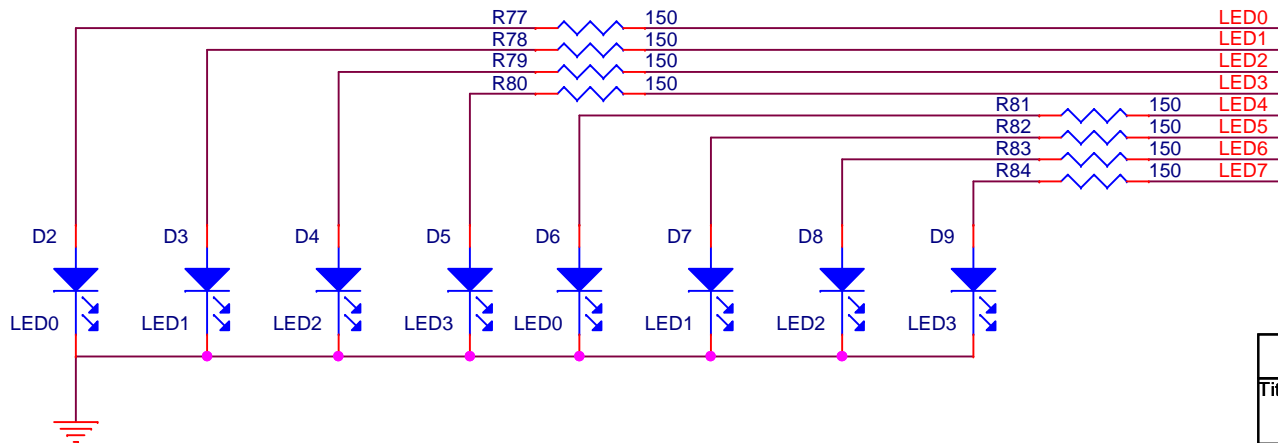 R77 150 LED0
R78 150 LED1
R79 150 LED2
R80 150 LED3
R81 150 LED4
R82 150 LED5
R83 150 LED6
R84 150 LED7
D2 D3 D4 D5 D6 D7 D8 D9
LED0 LED1 LED2 LED3 LED0 LED1 LED2 LED3